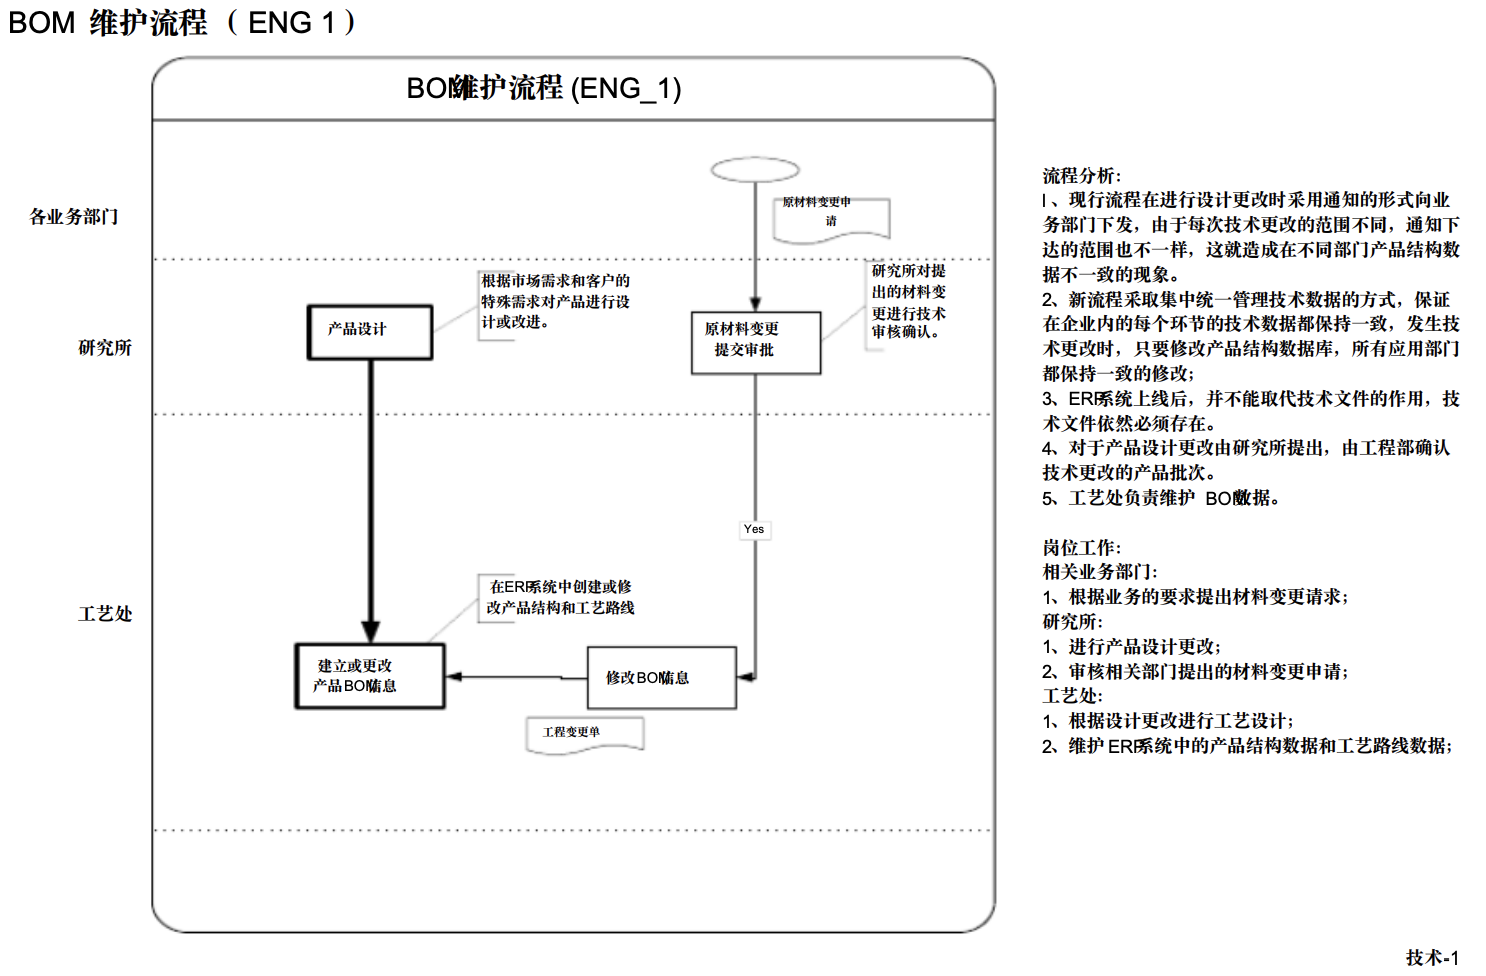 BOM 维护流程（ENG 1）
BOM维护流程 (ENG_1)
各业务部门
原材料变更申
请
研究所
产品设计
根据市场需求和客户的
特殊需求对产品进行设
计或改进。
原材料变更
提交审批
研究所对提
出的材料变
更进行技术
审核确认。
Yes
工艺处
在ERP系统中创建或修
改产品结构和工艺路线
建立或更改
产品BOM信息
修改BOM信息
工程变更单
流程分析：
l 、现行流程在进行设计更改时采用通知的形式向业
务部门下发，由于每次技术更改的范围不同，通知下
达的范围也不一样，这就造成在不同部门产品结构数
据不一致的现象。
2、新流程采取集中统一管理技术数据的方式，保证
在企业内的每个环节的技术数据都保持一致，发生技
术更改时，只要修改产品结构数据库，所有应用部门
都保持一致的修改；
3、ERP系统上线后，并不能取代技术文件的作用，技
术文件依然必须存在。
4、对于产品设计更改由研究所提出，由工程部确认
技术更改的产品批次。
5、工艺处负责维护 BOM数据。
岗位工作：
相关业务部门：
1、根据业务的要求提出材料变更请求；
研究所：
1、进行产品设计更改；
2、审核相关部门提出的材料变更申请；
工艺处：
1、根据设计更改进行工艺设计；
2、维护 ERP系统中的产品结构数据和工艺路线数据；
技术-1